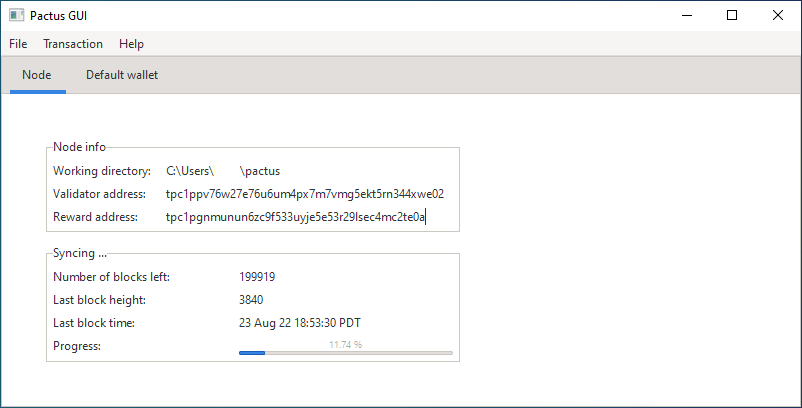 Pactus GUI
File Transaction Help
Node Default wallet
Node info
Working directory: C:\Users\ \pactus
Validator address: tpc1ppv76w27e76u6um4px7m7vmg5ekt5rn344xwe02
Reward address: tpc1pgnmunun6zc9f533uyje5e53r29lsec4mc2te0a
Syncing ...
Number of blocks left: 199919
Last block height: 3840
Last block time: 23 Aug 22 18:53:30 PDT
Progress: 11.74 %